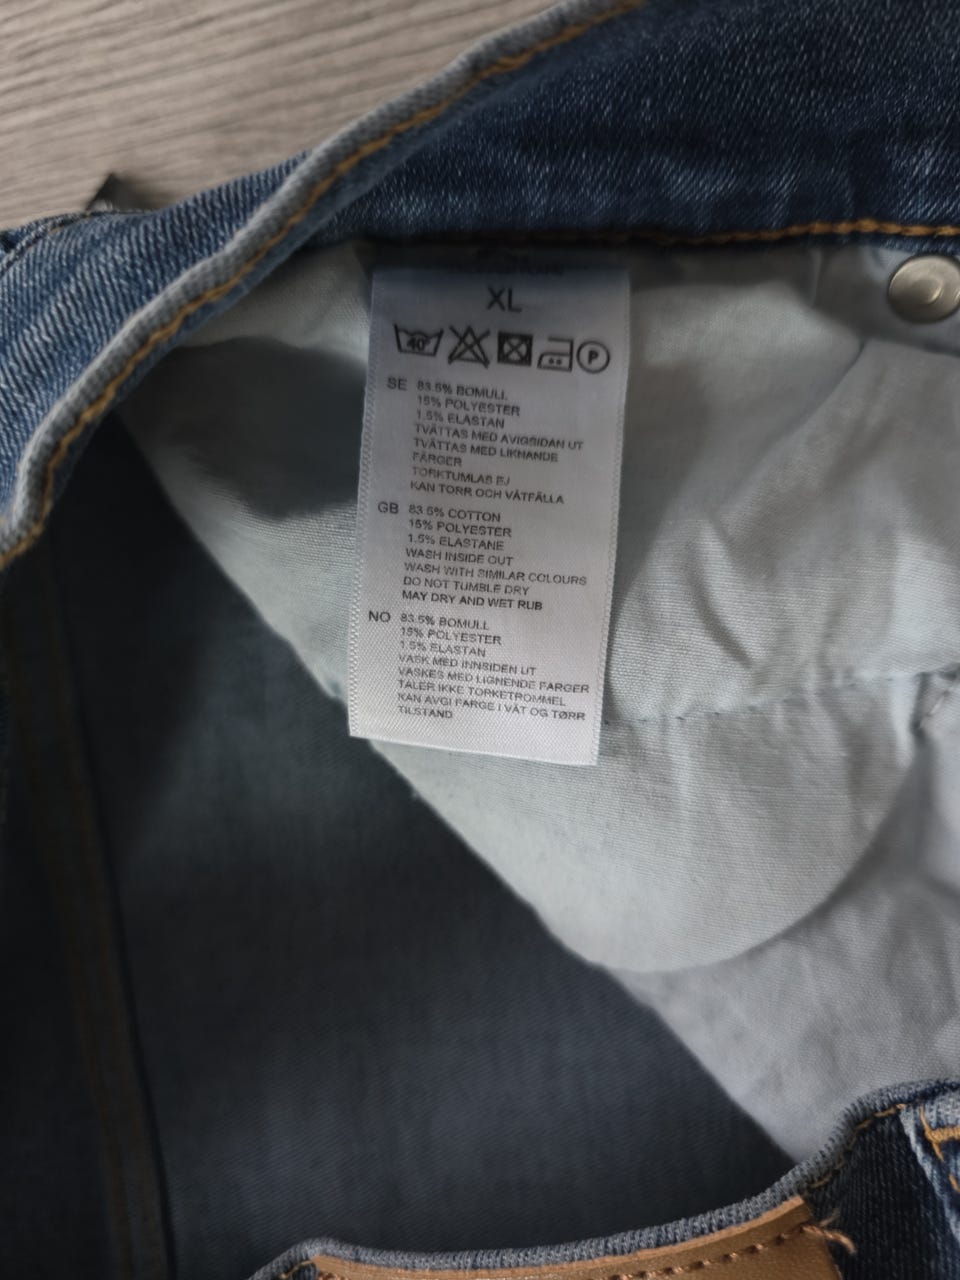 XL
40° P
SE 83.5% BOMULL
15% POLYESTER
1.5% ELASTAN
TVÄTTAS MED AVIGSIDAN UT
TVÄTTAS MED LIKNANDE
FÄRGER
TORKTUMLAS EJ
KAN TORR OCH VÅTFÄLLA
GB 83.5% COTTON
15% POLYESTER
1.5% ELASTANE
WASH INSIDE OUT
WASH WITH SIMILAR COLOURS
DO NOT TUMBLE DRY
MAY DRY AND WET RUB
NO 83.5% BOMULL
15% POLYESTER
1.5% ELASTAN
VASK MED INNSIDEN UT
VASKES MED LIGNENDE FARGER
TALER IKKE TORKETROMMEL
KAN AVGI FARGE I VÅT OG TØRR
TILSTAND